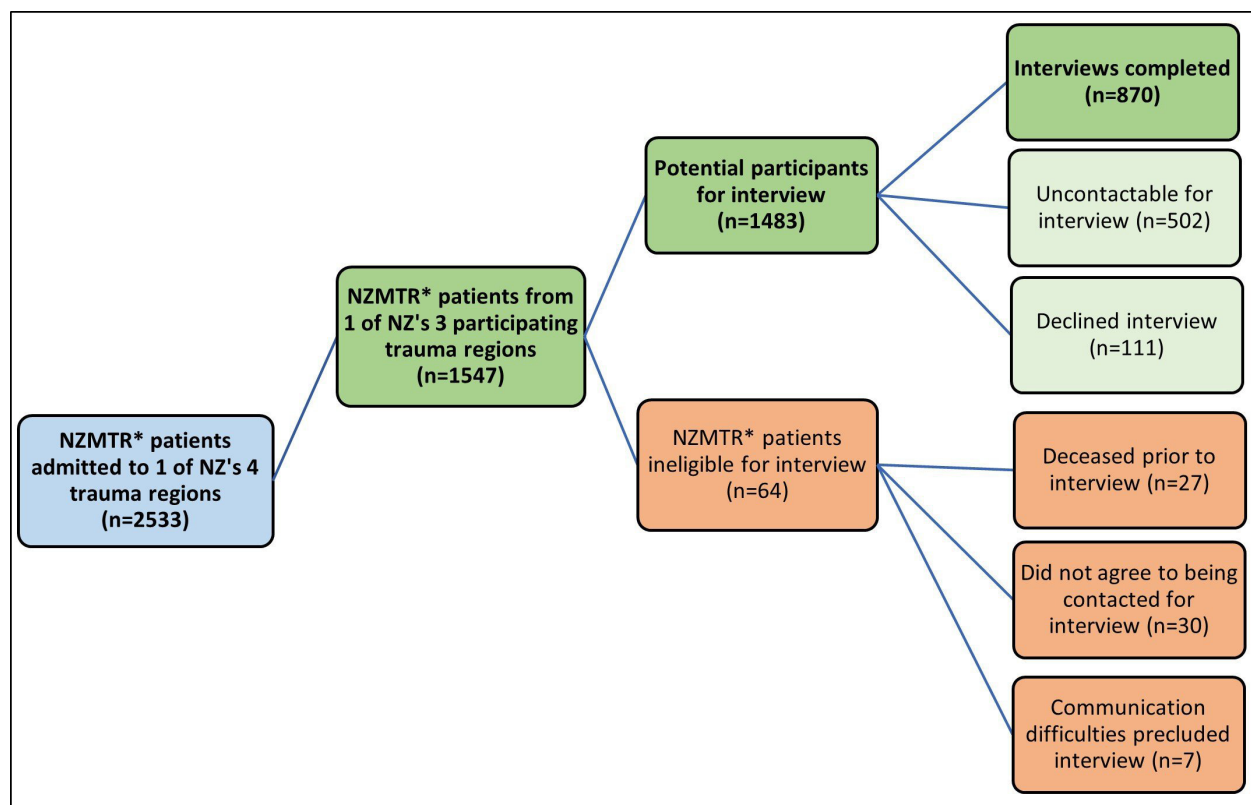 NZMTR* patients
admitted to 1 of NZ's 4
trauma regions
(n=2533)
NZMTR* patients from
1 of NZ's 3 participating
trauma regions
(n=1547)
Potential participants
for interview
(n=1483)
NZMTR* patients
ineligible for interview
(n=64)
Interviews completed
(n=870)
Uncontactable for
interview (n=502)
Declined interview
(n=111)
Deceased prior to
interview (n=27)
Did not agree to being
contacted for
interview (n=30)
Communication
difficulties precluded
interview (n=7)